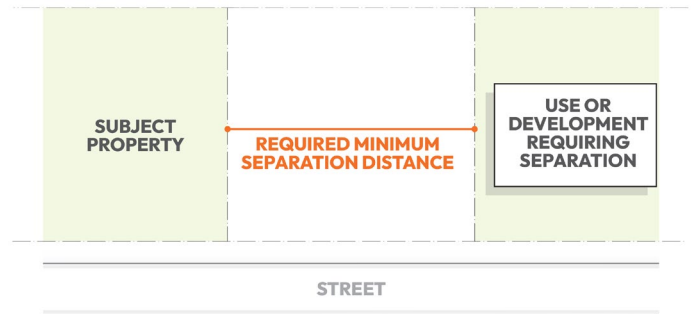 SUBJECT
PROPERTY
REQUIRED MINIMUM
SEPARATION DISTANCE
USE OR
DEVELOPMENT
REQUIRING
SEPARATION
STREET